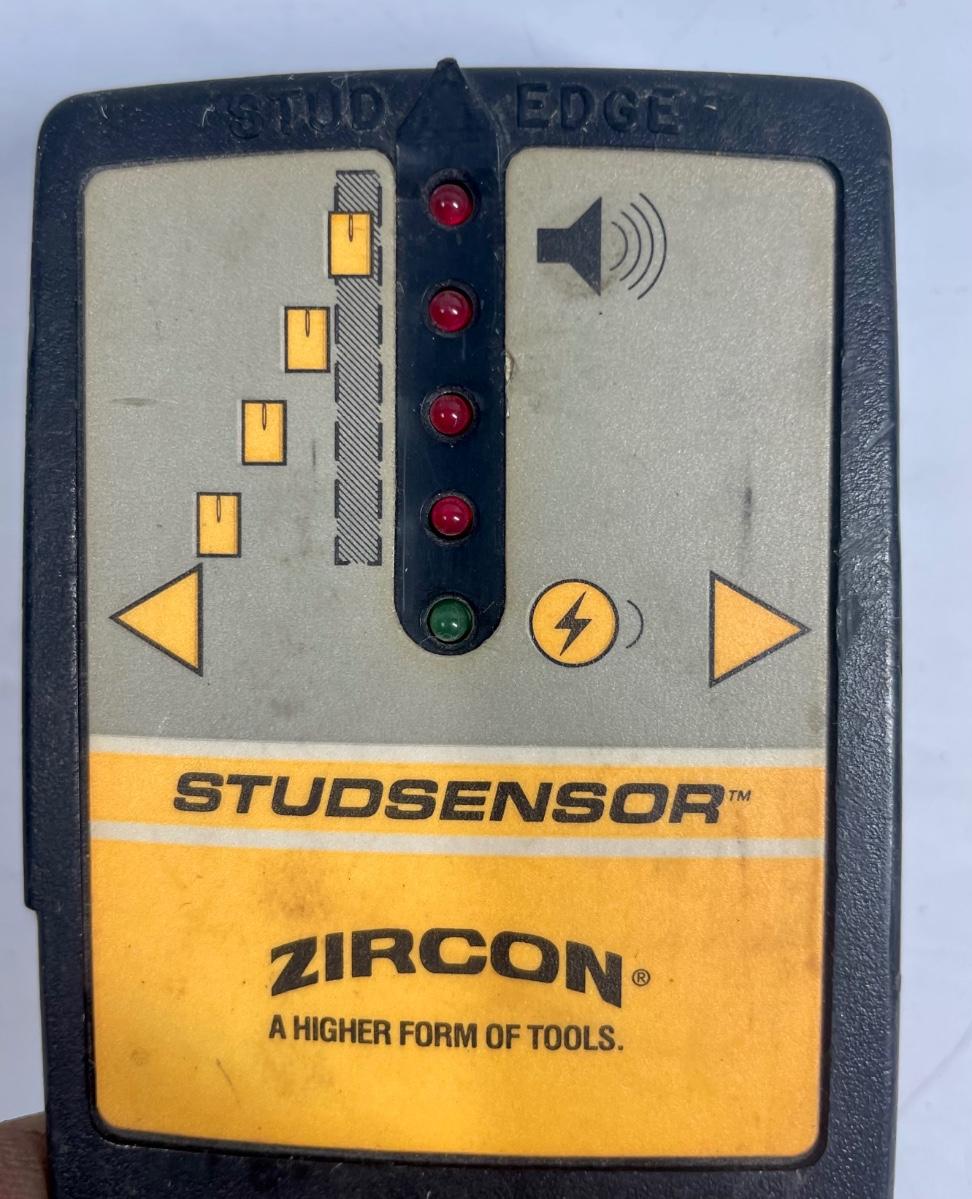 STUD EDGE
STUDSENSOR™
ZIRCON®
A HIGHER FORM OF TOOLS.